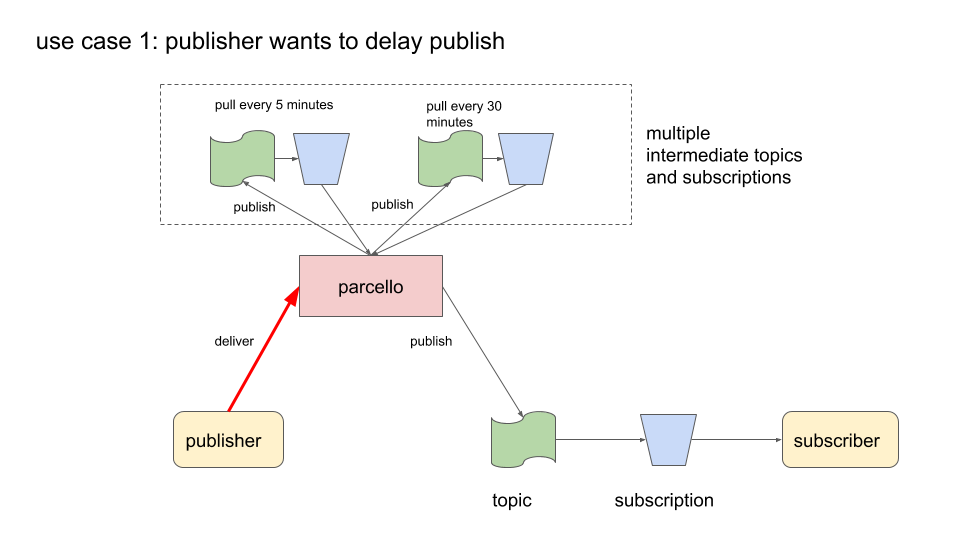 use case 1: publisher wants to delay publish
pull every 5 minutes
pull every 30
minutes
multiple
intermediate topics
and subscriptions
publish
publish
parcello
deliver
publish
publisher
subscriber
topic
subscription